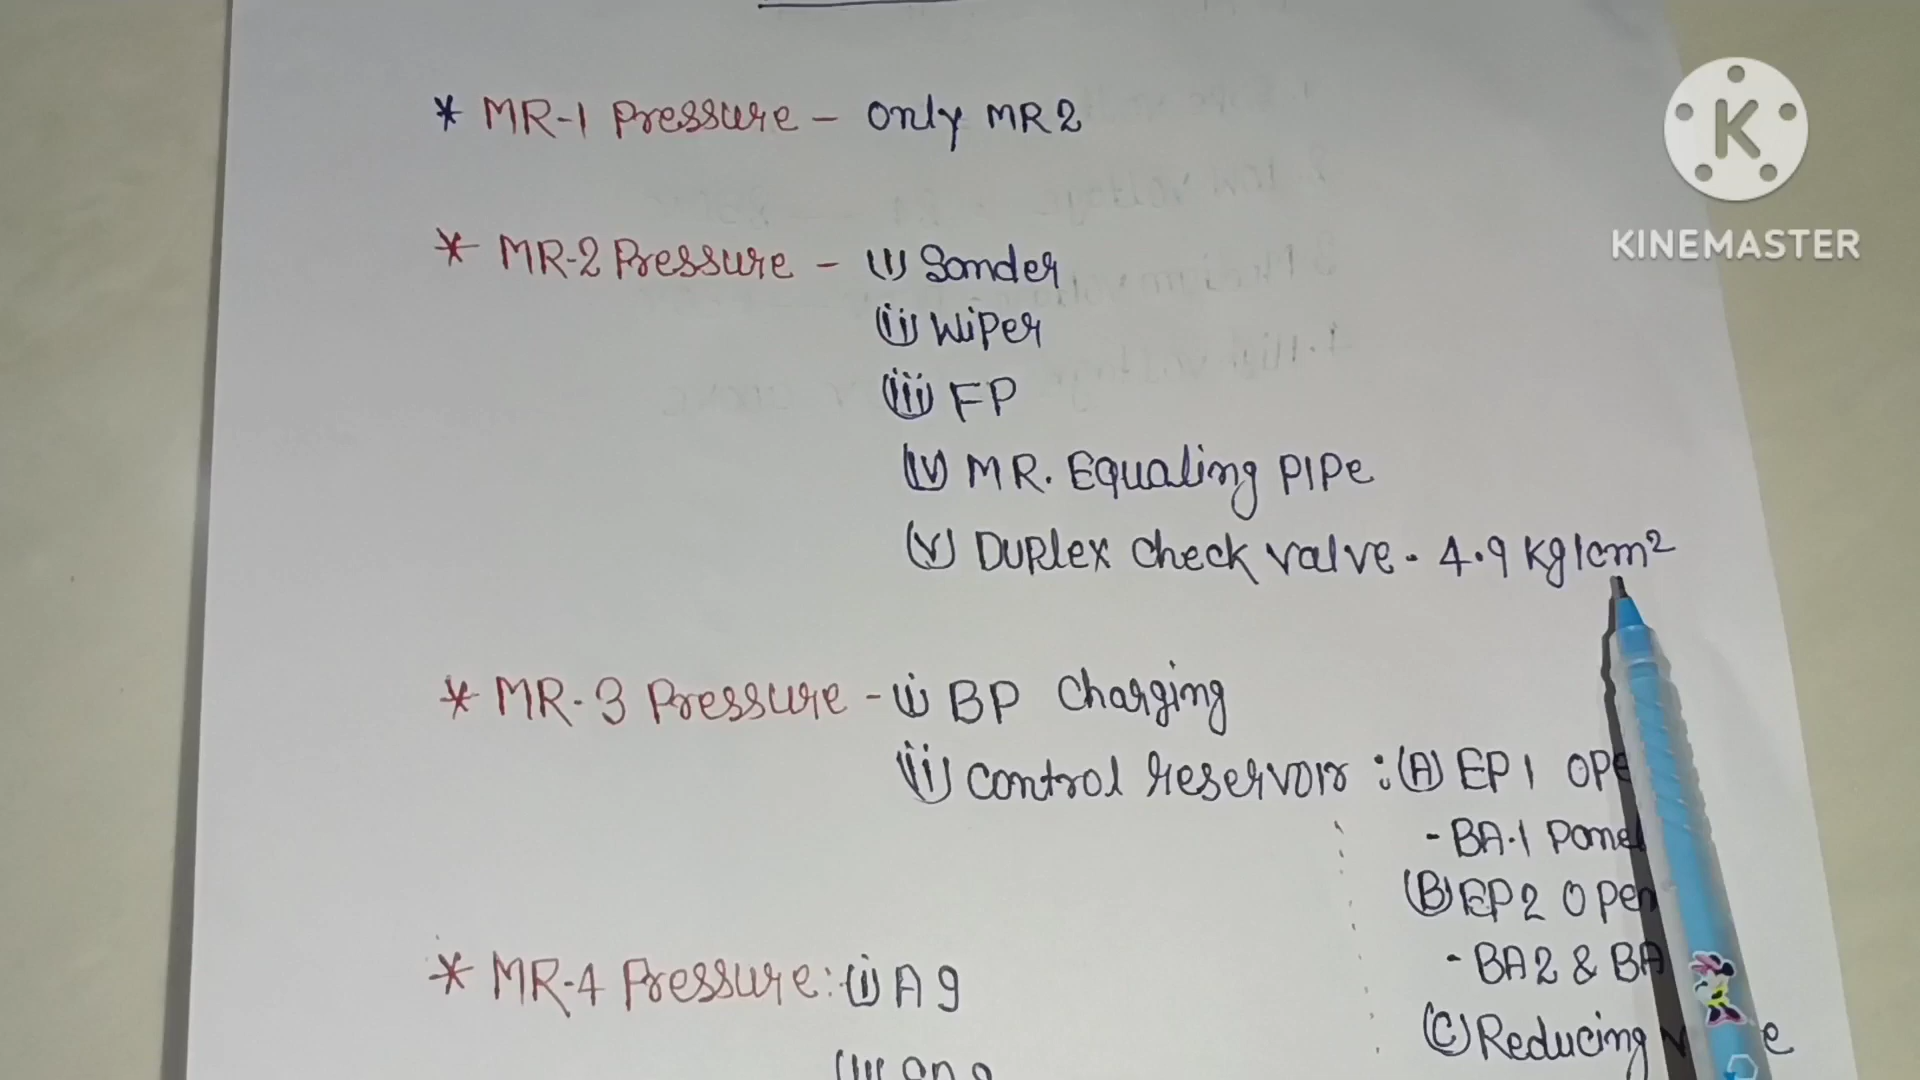 * MR-1 Pressure - Only MR2
K
KINEMASTER
* MR-2 Pressure - (i) Sander
(ii) Wiper
(iii) FP
(iv) MR. Equaling PIPe
(v) Duplex Check valve - 4.9 kg/cm²
* MR-3 Pressure - (i) BP Charging
(ii) Control reservoir : (A) EP1 OPe
- BA-1 Panel
(B) EP2 Open
- BA2 & BA
(C) Reducing
* MR-4 Pressure : (i) A9